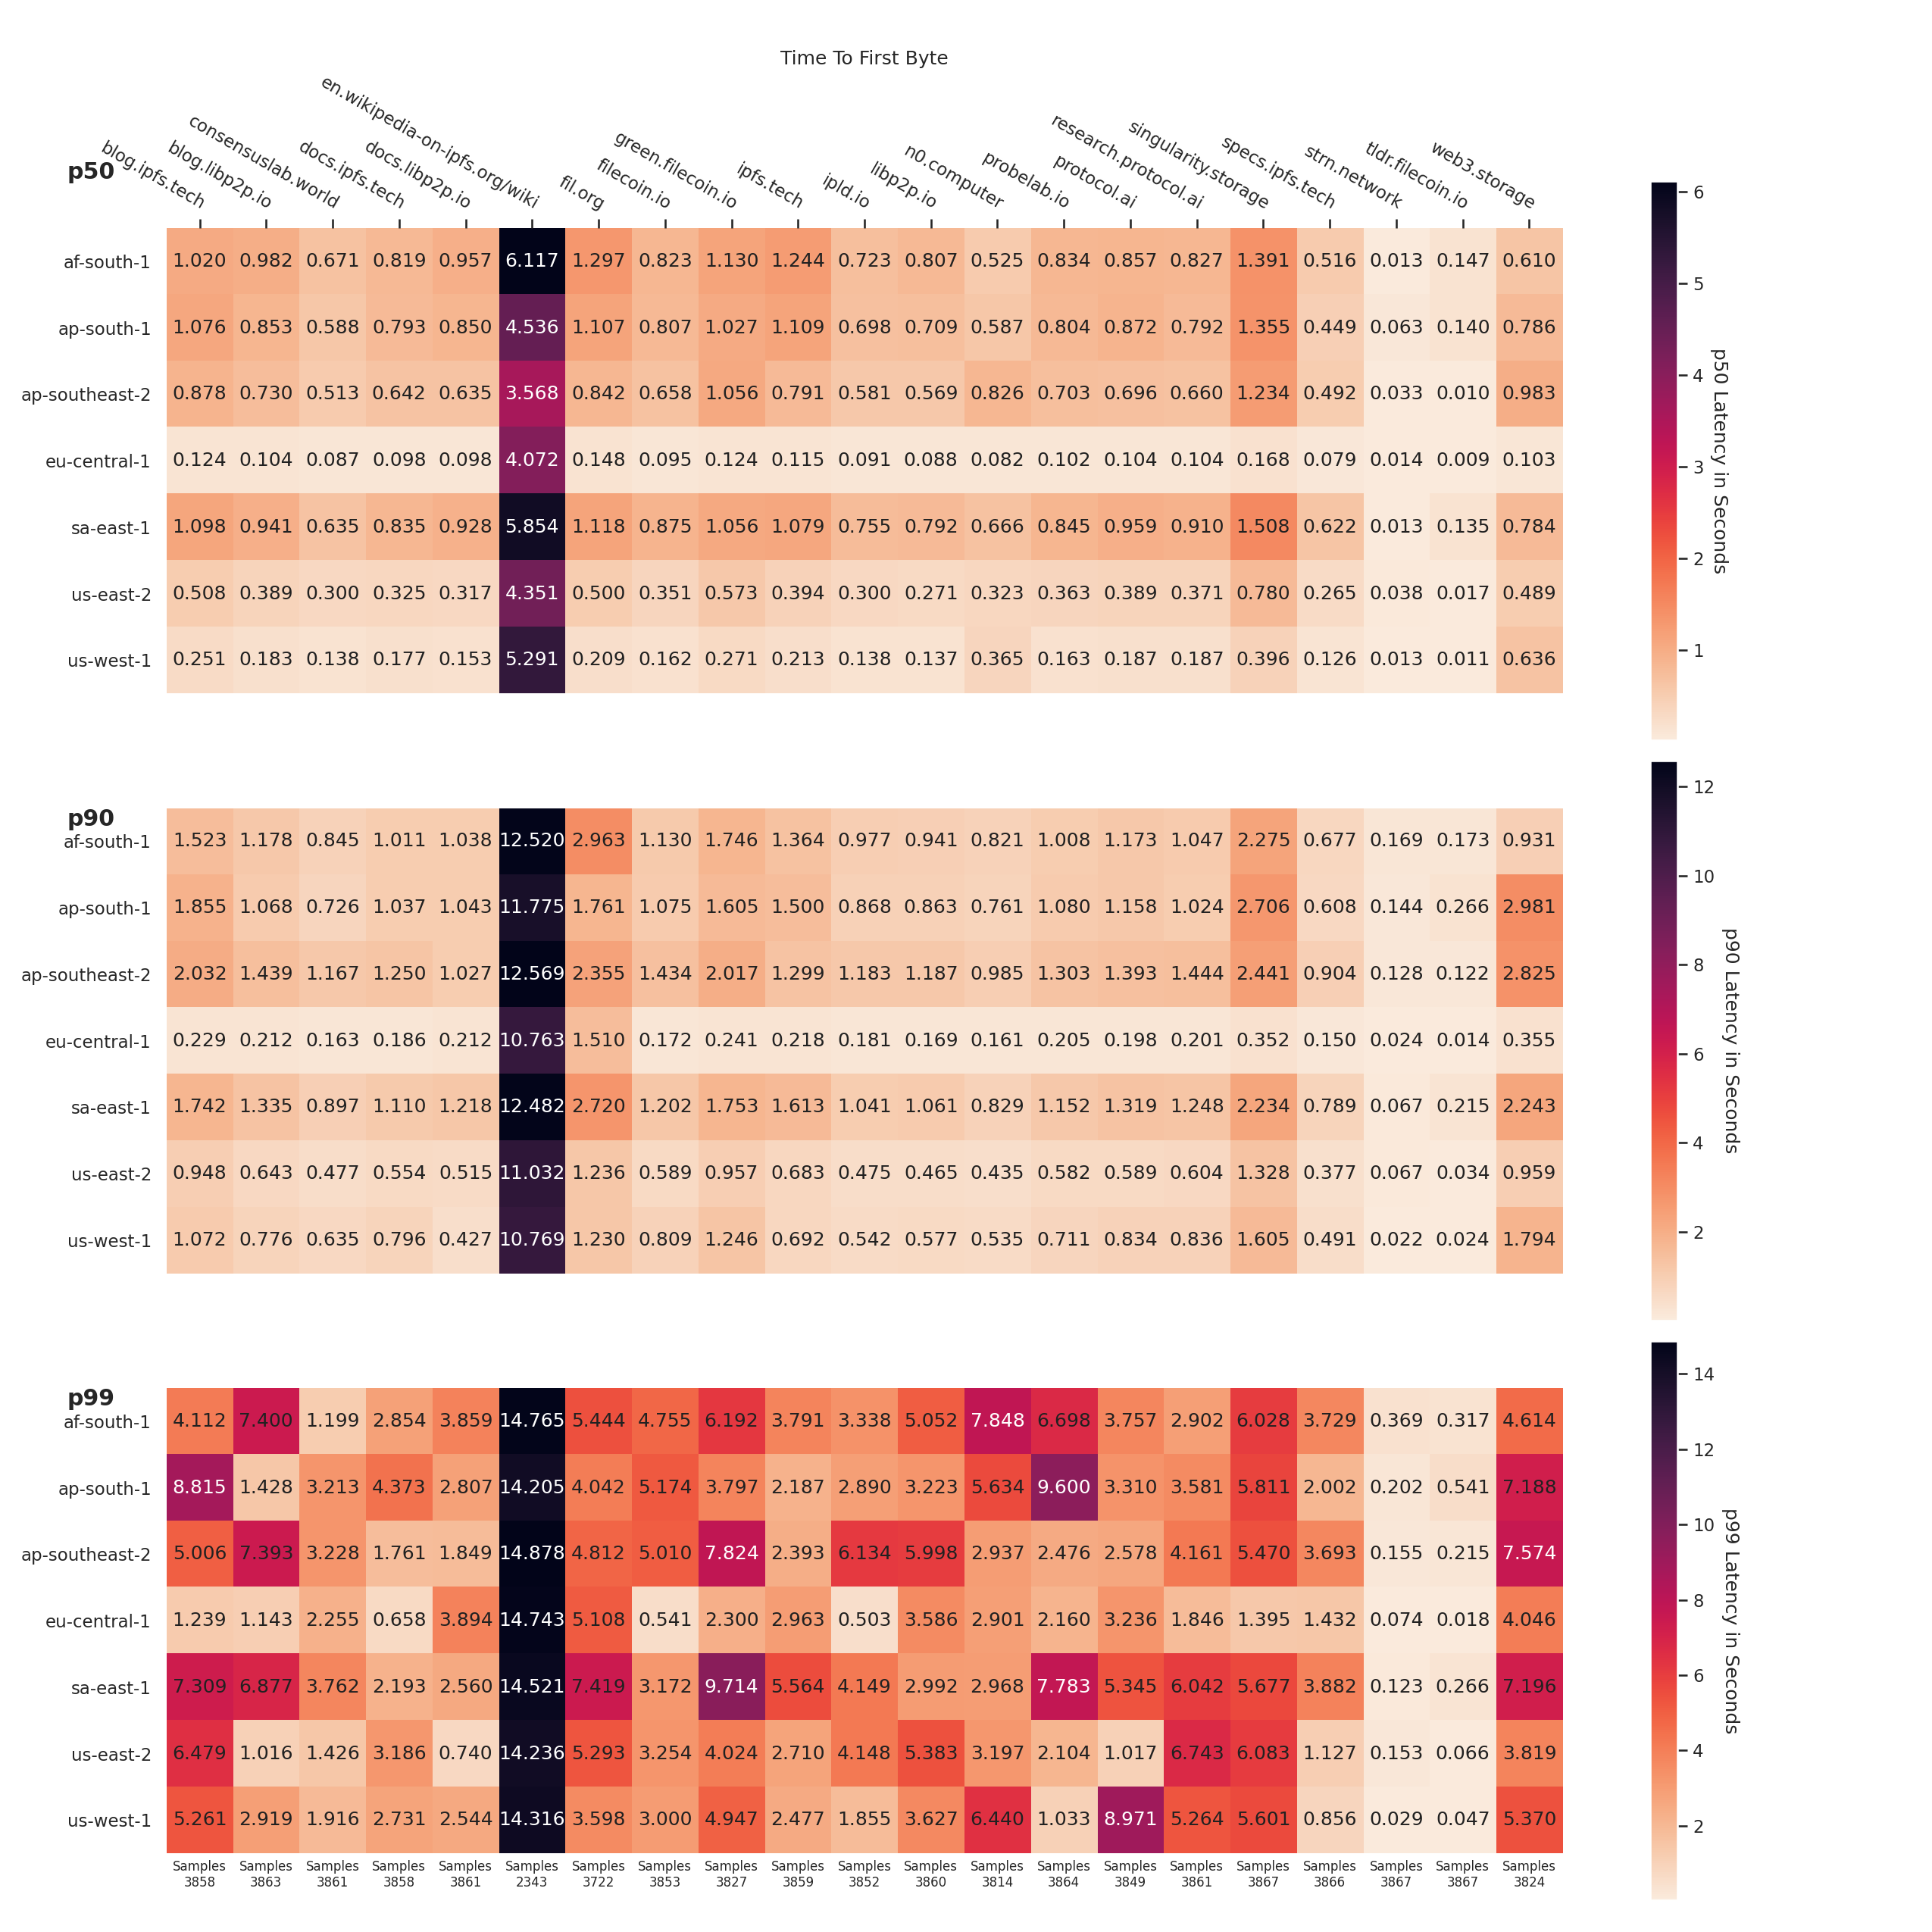 Time To First Byte
p50
blog.ipfs.tech
blog.libp2p.io
consensuslab.world
docs.ipfs.tech
docs.libp2p.io
en.wikipedia-on-ipfs.org/wiki
fil.org
filecoin.io
green.filecoin.io
ipfs.tech
ipld.io
libp2p.io
n0.computer
probelab.io
protocol.ai
research.protocol.ai
singularity.storage
specs.ipfs.tech
strn.network
tldr.filecoin.io
web3.storage
af-south-1 1.020 0.982 0.671 0.819 0.957 6.117 1.297 0.823 1.130 1.244 0.723 0.807 0.525 0.834 0.857 0.827 1.391 0.516 0.013 0.147 0.610
ap-south-1 1.076 0.853 0.588 0.793 0.850 4.536 1.107 0.807 1.027 1.109 0.698 0.709 0.587 0.804 0.872 0.792 1.355 0.449 0.063 0.140 0.786
ap-southeast-2 0.878 0.730 0.513 0.642 0.635 3.568 0.842 0.658 1.056 0.791 0.581 0.569 0.826 0.703 0.696 0.660 1.234 0.492 0.033 0.010 0.983
eu-central-1 0.124 0.104 0.087 0.098 0.098 4.072 0.148 0.095 0.124 0.115 0.091 0.088 0.082 0.102 0.104 0.104 0.168 0.079 0.014 0.009 0.103
sa-east-1 1.098 0.941 0.635 0.835 0.928 5.854 1.118 0.875 1.056 1.079 0.755 0.792 0.666 0.845 0.959 0.910 1.508 0.622 0.013 0.135 0.784
us-east-2 0.508 0.389 0.300 0.325 0.317 4.351 0.500 0.351 0.573 0.394 0.300 0.271 0.323 0.363 0.389 0.371 0.780 0.265 0.038 0.017 0.489
us-west-1 0.251 0.183 0.138 0.177 0.153 5.291 0.209 0.162 0.271 0.213 0.138 0.137 0.365 0.163 0.187 0.187 0.396 0.126 0.013 0.011 0.636
6
5
4
3
2
1
p50 Latency in Seconds
p90
af-south-1 1.523 1.178 0.845 1.011 1.038 12.520 2.963 1.130 1.746 1.364 0.977 0.941 0.821 1.008 1.173 1.047 2.275 0.677 0.169 0.173 0.931
ap-south-1 1.855 1.068 0.726 1.037 1.043 11.775 1.761 1.075 1.605 1.500 0.868 0.863 0.761 1.080 1.158 1.024 2.706 0.608 0.144 0.266 2.981
ap-southeast-2 2.032 1.439 1.167 1.250 1.027 12.569 2.355 1.434 2.017 1.299 1.183 1.187 0.985 1.303 1.393 1.444 2.441 0.904 0.128 0.122 2.825
eu-central-1 0.229 0.212 0.163 0.186 0.212 10.763 1.510 0.172 0.241 0.218 0.181 0.169 0.161 0.205 0.198 0.201 0.352 0.150 0.024 0.014 0.355
sa-east-1 1.742 1.335 0.897 1.110 1.218 12.482 2.720 1.202 1.753 1.613 1.041 1.061 0.829 1.152 1.319 1.248 2.234 0.789 0.067 0.215 2.243
us-east-2 0.948 0.643 0.477 0.554 0.515 11.032 1.236 0.589 0.957 0.683 0.475 0.465 0.435 0.582 0.589 0.604 1.328 0.377 0.067 0.034 0.959
us-west-1 1.072 0.776 0.635 0.796 0.427 10.769 1.230 0.809 1.246 0.692 0.542 0.577 0.535 0.711 0.834 0.836 1.605 0.491 0.022 0.024 1.794
12
10
8
6
4
2
p90 Latency in Seconds
p99
af-south-1 4.112 7.400 1.199 2.854 3.859 14.765 5.444 4.755 6.192 3.791 3.338 5.052 7.848 6.698 3.757 2.902 6.028 3.729 0.369 0.317 4.614
ap-south-1 8.815 1.428 3.213 4.373 2.807 14.205 4.042 5.174 3.797 2.187 2.890 3.223 5.634 9.600 3.310 3.581 5.811 2.002 0.202 0.541 7.188
ap-southeast-2 5.006 7.393 3.228 1.761 1.849 14.878 4.812 5.010 7.824 2.393 6.134 5.998 2.937 2.476 2.578 4.161 5.470 3.693 0.155 0.215 7.574
eu-central-1 1.239 1.143 2.255 0.658 3.894 14.743 5.108 0.541 2.300 2.963 0.503 3.586 2.901 2.160 3.236 1.846 1.395 1.432 0.074 0.018 4.046
sa-east-1 7.309 6.877 3.762 2.193 2.560 14.521 7.419 3.172 9.714 5.564 4.149 2.992 2.968 7.783 5.345 6.042 5.677 3.882 0.123 0.266 7.196
us-east-2 6.479 1.016 1.426 3.186 0.740 14.236 5.293 3.254 4.024 2.710 4.148 5.383 3.197 2.104 1.017 6.743 6.083 1.127 0.153 0.066 3.819
us-west-1 5.261 2.919 1.916 2.731 2.544 14.316 3.598 3.000 4.947 2.477 1.855 3.627 6.440 1.033 8.971 5.264 5.601 0.856 0.029 0.047 5.370
Samples Samples Samples Samples Samples Samples Samples Samples Samples Samples Samples Samples Samples Samples Samples Samples Samples Samples Samples Samples Samples
3858 3863 3861 3858 3861 2343 3722 3853 3827 3859 3852 3860 3814 3864 3849 3861 3867 3866 3867 3867 3824
14
12
10
8
6
4
2
p99 Latency in Seconds